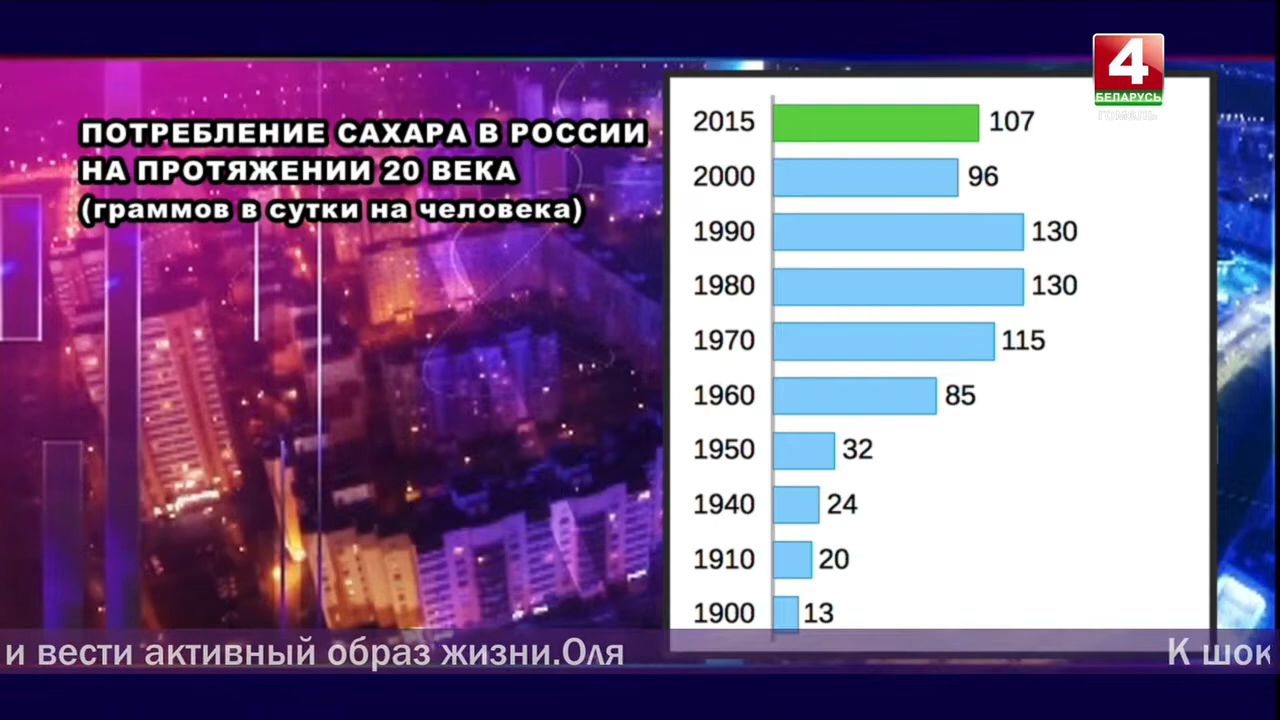 4
БЕЛАРУСЬ
гомель
ПОТРЕБЛЕНИЕ САХАРА В РОССИИ
НА ПРОТЯЖЕНИИ 20 ВЕКА
(граммов в сутки на человека)
2015 107
2000 96
1990 130
1980 130
1970 115
1960 85
1950 32
1940 24
1910 20
1900 13
и вести активный образ жизни.Оля
К шок